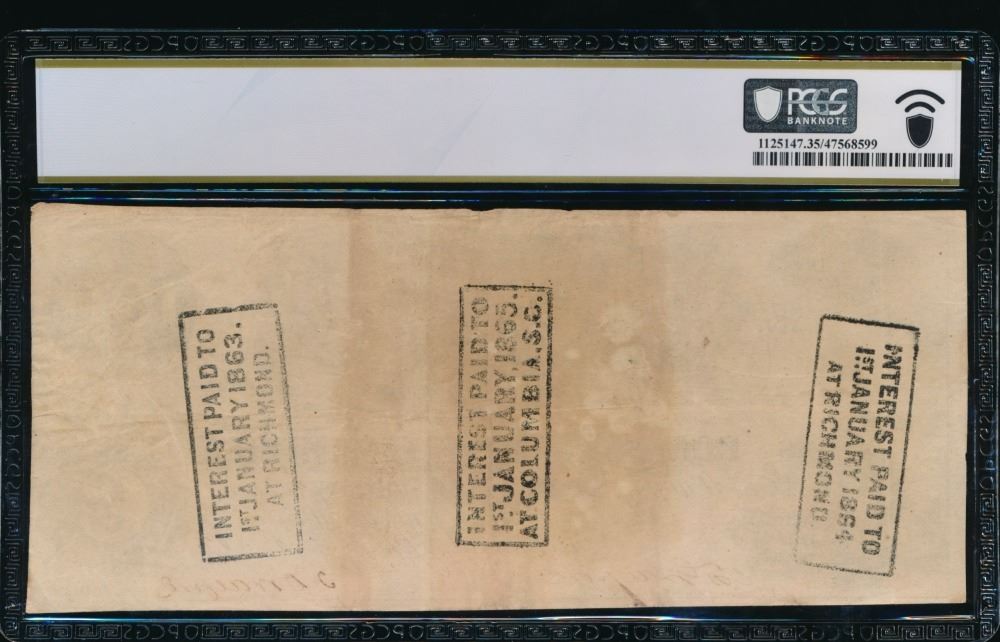 PCGS
BANKNOTE
1125147.35/47568599
INTEREST PAID TO
1ST JANUARY 1863.
AT RICHMOND.
INTEREST PAID TO
1ST JANUARY, 1865.
AT COLUMBIA, S.C.
INTEREST PAID TO
1ST JANUARY 1864
AT RICHMOND.